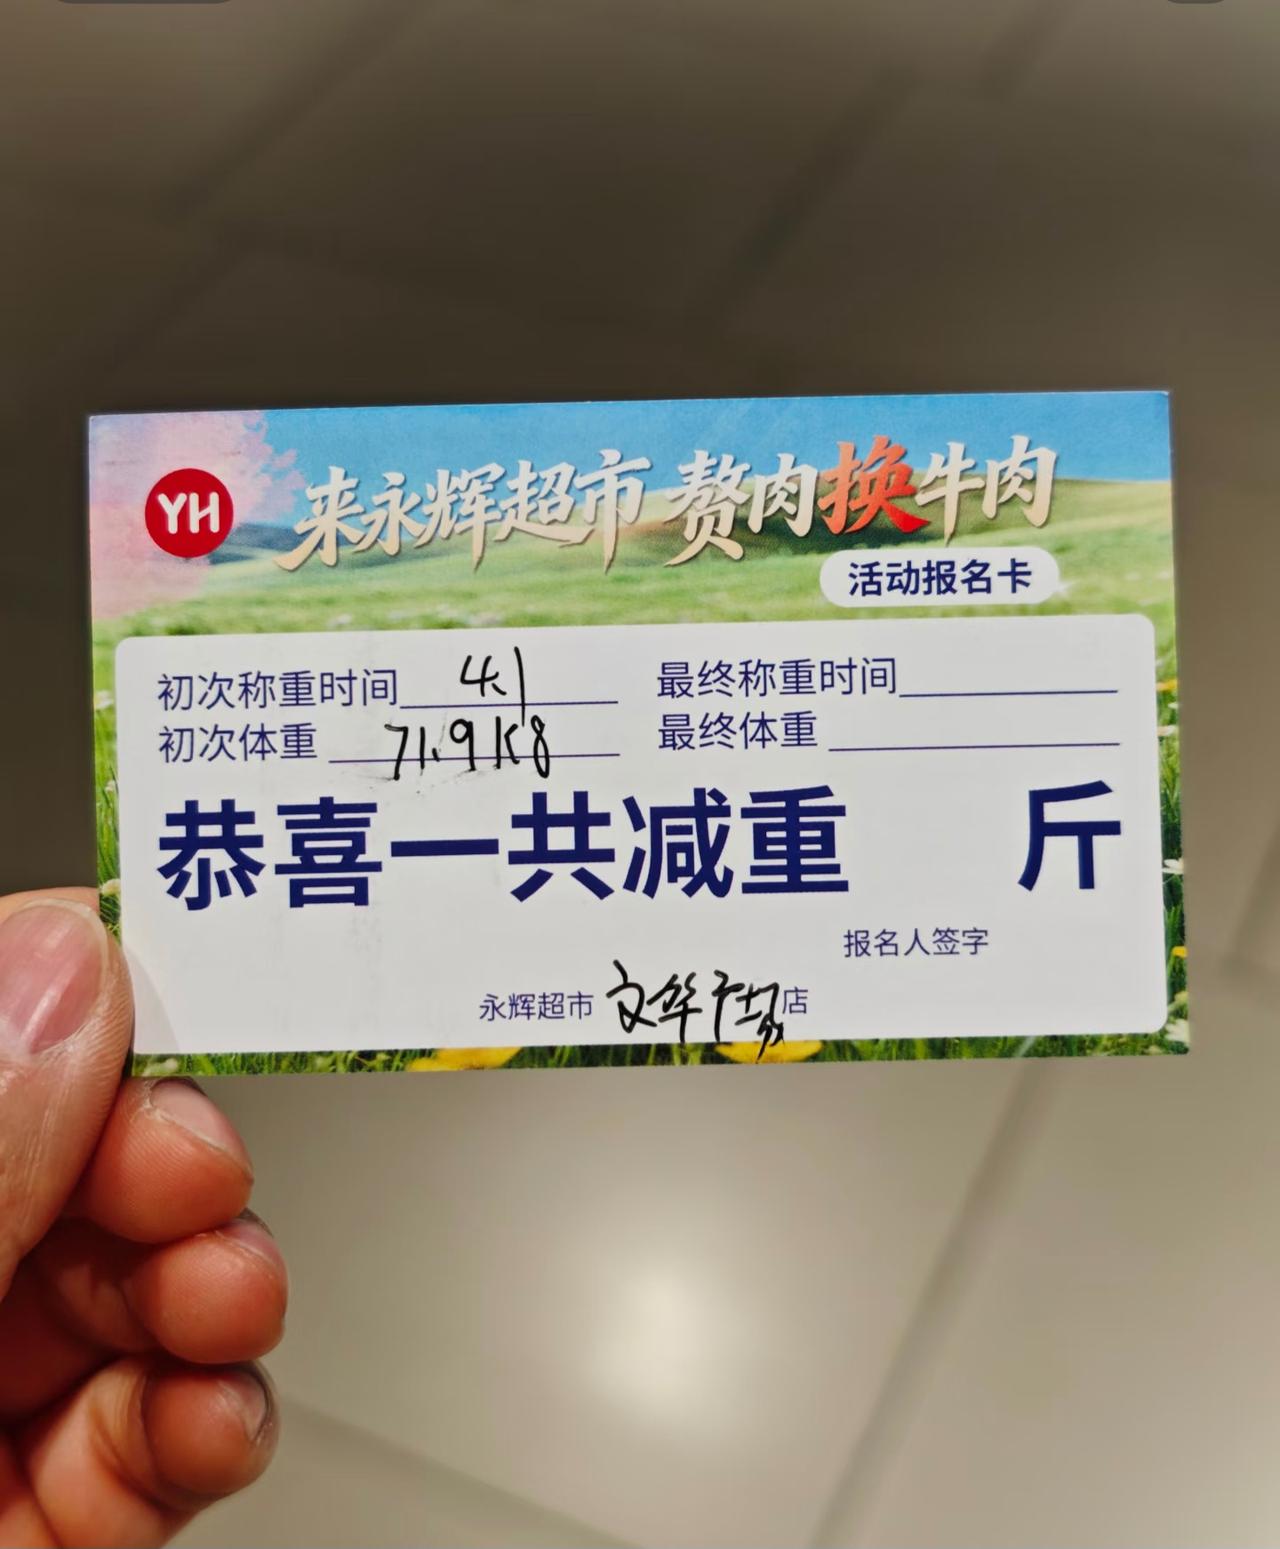 YH
来永辉超市 赘肉换牛肉
活动报名卡
初次称重时间 4.1 最终称重时间
初次体重 71.9K8 最终体重
恭喜一共减重 斤
报名人签字
永辉超市 文华广场店